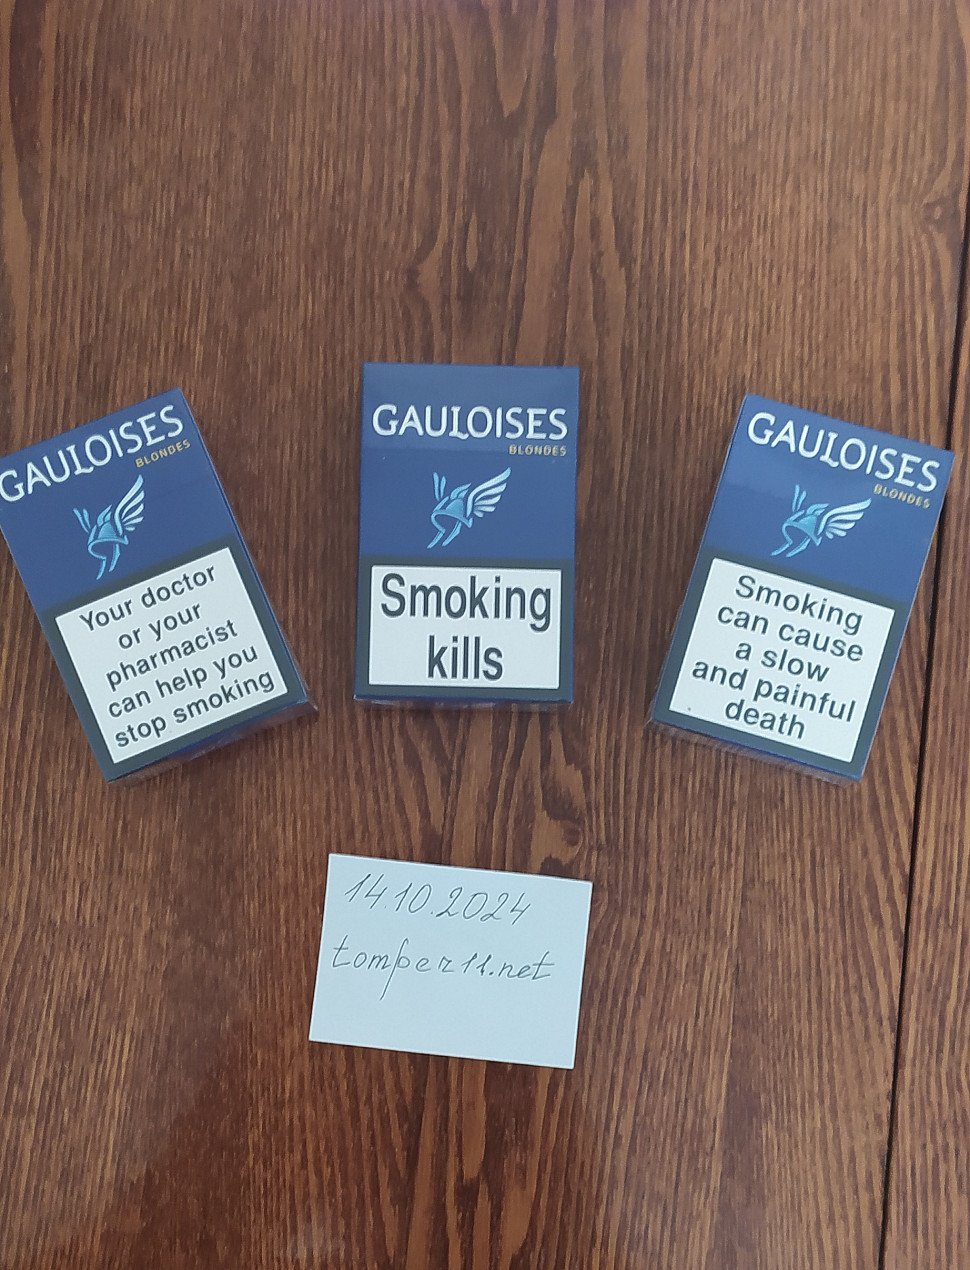 GAULOISES
BLONDES
Your doctor
or your
pharmacist
can help you
stop smoking
GAULOISES
BLONDES
Smoking
kills
GAULOISES
BLONDES
Smoking
can cause
a slow
and painful
death
14.10.2024
tomper11.net